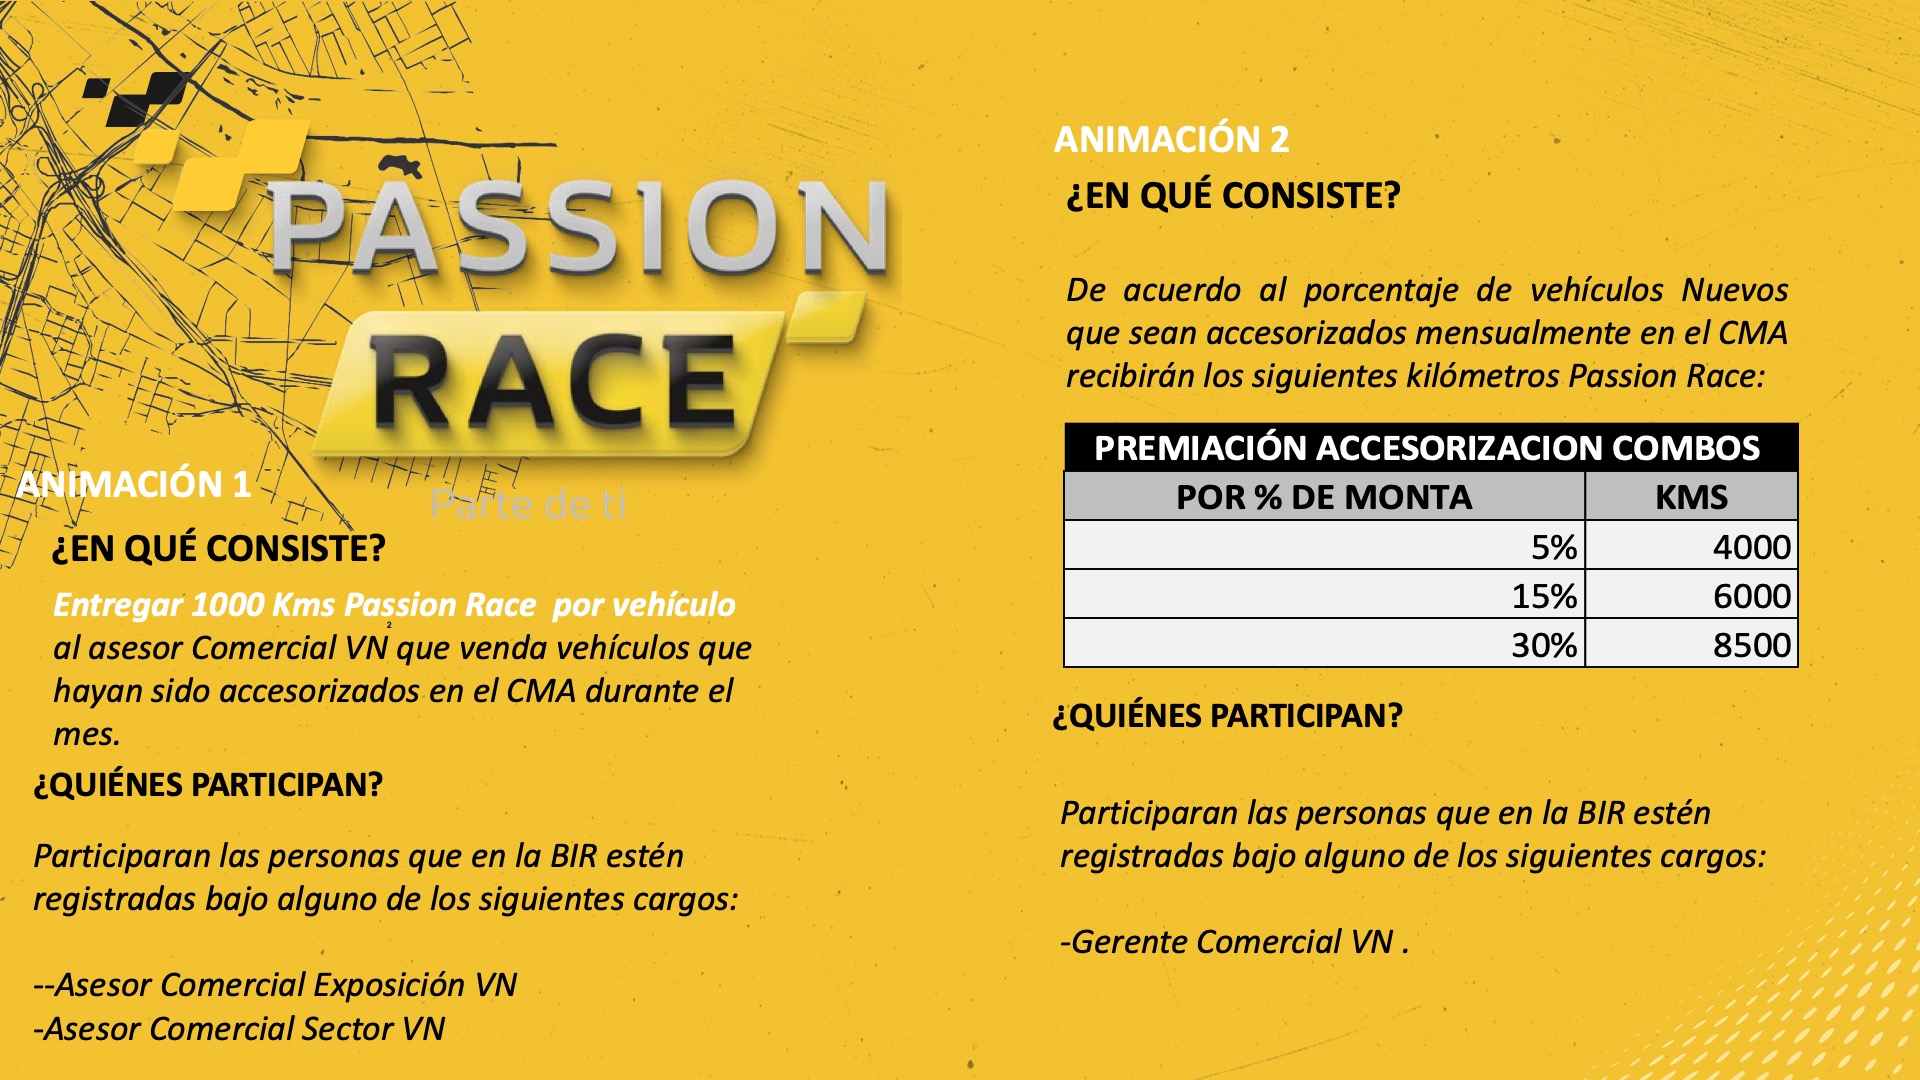 PASSION
RACE
Parte de ti
ANIMACIÓN 1
¿EN QUÉ CONSISTE?
Entregar 1000 Kms Passion Race  por vehículo
2
al asesor Comercial VN que venda vehículos que
hayan sido accesorizados en el CMA durante el
mes.
¿QUIÉNES PARTICIPAN?
Participaran las personas que en la BIR estén
registradas bajo alguno de los siguientes cargos:
--Asesor Comercial Exposición VN
-Asesor Comercial Sector VN
ANIMACIÓN 2
¿EN QUÉ CONSISTE?
De acuerdo al porcentaje de vehículos Nuevos
que sean accesorizados mensualmente en el CMA
recibirán los siguientes kilómetros Passion Race:
PREMIACIÓN ACCESORIZACION COMBOS
POR % DE MONTA KMS
5% 4000
15% 6000
30% 8500
¿QUIÉNES PARTICIPAN?
Participaran las personas que en la BIR estén
registradas bajo alguno de los siguientes cargos:
-Gerente Comercial VN .